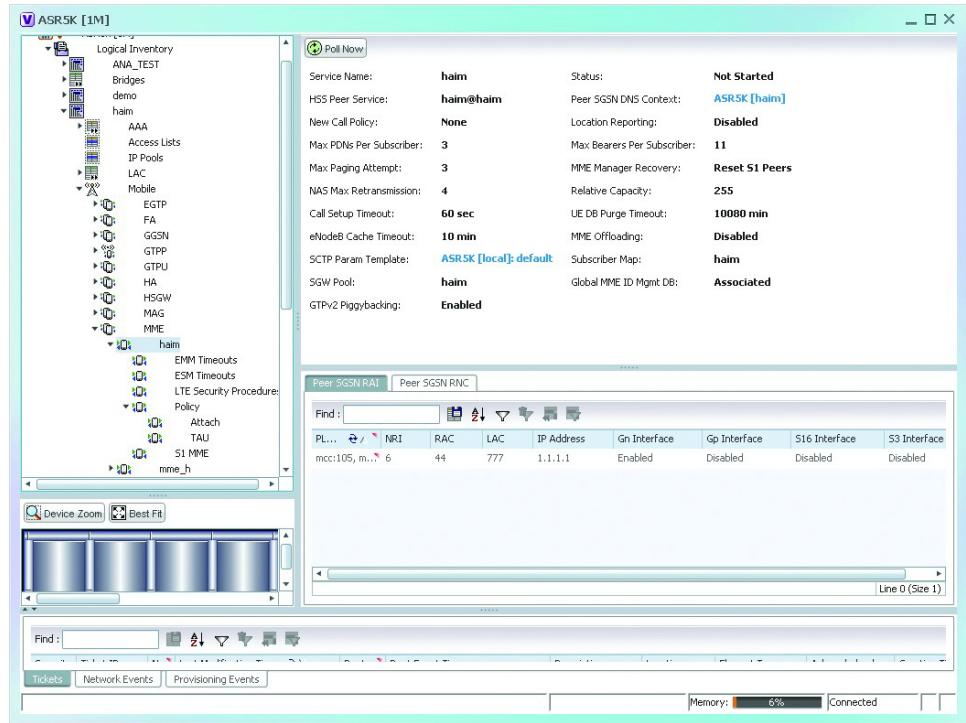 V ASR5K [1M]
Logical Inventory
ANA_TEST
Bridges
demo
haim
AAA
Access Lists
IP Pools
LAC
Mobile
EGTP
FA
GGSN
GTPP
GTPU
HA
HSGW
MAG
MME
haim
EMM Timeouts
ESM Timeouts
LTE Security Procedure
Policy
Attach
TAU
S1 MME
mme_h
Device Zoom Best Fit
Poll Now
Service Name: haim Status: Not Started
HSS Peer Service: haim@haim Peer SGSN DNS Context: ASR5K [haim]
New Call Policy: None Location Reporting: Disabled
Max PDNs Per Subscriber: 3 Max Bearers Per Subscriber: 11
Max Paging Attempt: 3 MME Manager Recovery: Reset S1 Peers
NAS Max Retransmission: 4 Relative Capacity: 255
Call Setup Timeout: 60 sec UE DB Purge Timeout: 10080 min
eNodeB Cache Timeout: 10 min MME Offloading: Disabled
SCTP Param Template: ASR5K [local]: default Subscriber Map: haim
SGW Pool: haim Global MME ID Mgmt DB: Associated
GTPv2 Piggybacking: Enabled
Peer SGSN RAI Peer SGSN RNC
Find :
PL... NRI RAC LAC IP Address Gn Interface Gp Interface S16 Interface S3 Interface
mcc:105, m... 6 44 777 1.1.1.1 Enabled Disabled Disabled Disabled
Line 0 (Size 1)
Find :
Tickets Network Events Provisioning Events
Memory: 6% Connected